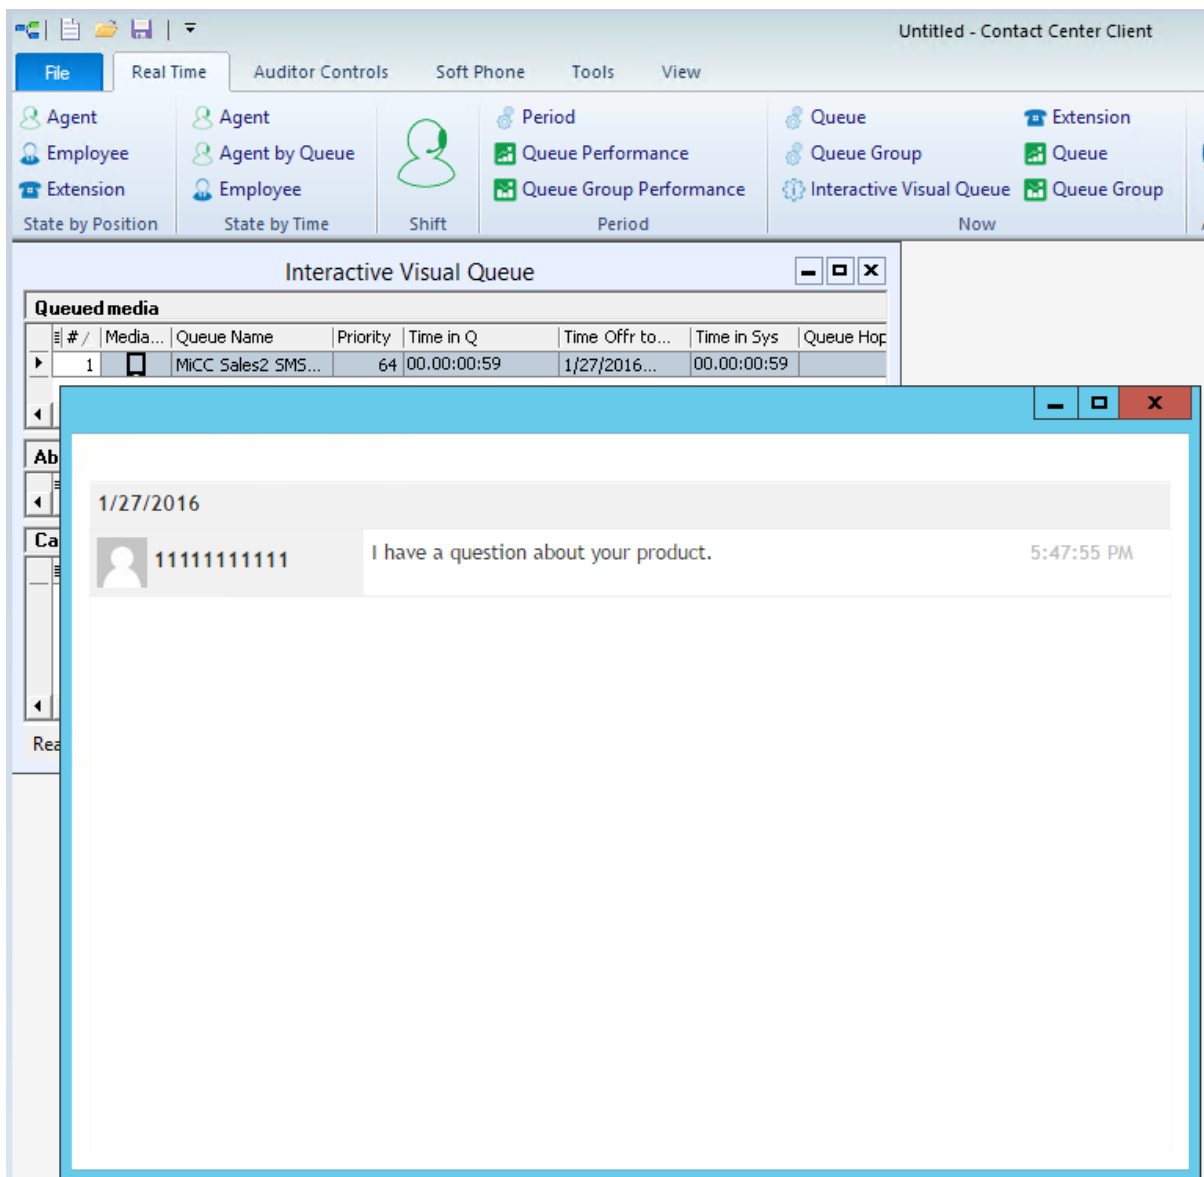 Untitled - Contact Center Client
File Real Time Auditor Controls Soft Phone Tools View
Agent Agent Period Queue Extension
Employee Agent by Queue Queue Performance Queue Group Queue
Extension Employee Queue Group Performance Interactive Visual Queue Queue Group
State by Position State by Time Shift Period Now
Interactive Visual Queue
Queued media
# Media... Queue Name Priority Time in Q Time Offr to... Time in Sys Queue Hop
1 MiCC Sales2 SMS... 64 00.00:00:59 1/27/2016... 00.00:00:59
Ab
1/27/2016
Ca
11111111111 I have a question about your product. 5:47:55 PM
Rea